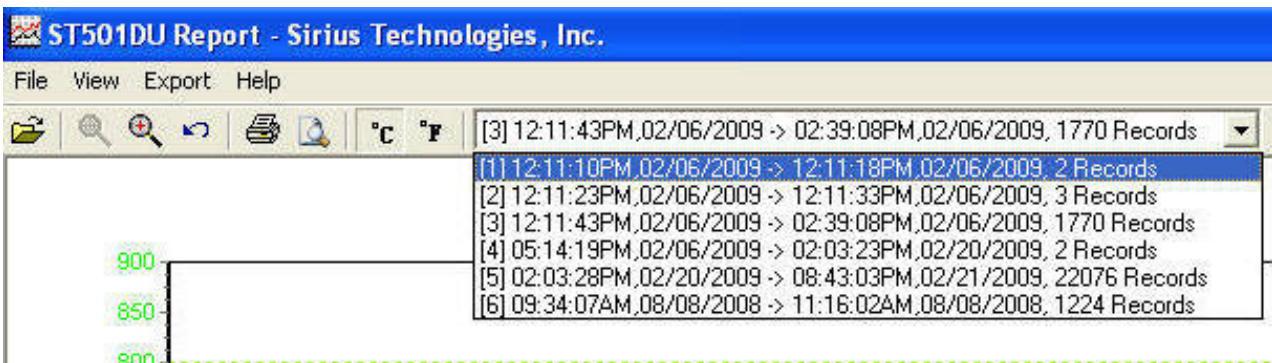 ST501DU Report - Sirius Technologies, Inc.
File View Export Help
°C °F [3] 12:11:43PM,02/06/2009 -> 02:39:08PM,02/06/2009, 1770 Records
[1] 12:11:10PM,02/06/2009 -> 12:11:18PM,02/06/2009, 2 Records
[2] 12:11:23PM,02/06/2009 -> 12:11:33PM,02/06/2009, 3 Records
[3] 12:11:43PM,02/06/2009 -> 02:39:08PM,02/06/2009, 1770 Records
[4] 05:14:19PM,02/06/2009 -> 02:03:23PM,02/20/2009, 2 Records
[5] 02:03:28PM,02/20/2009 -> 08:43:03PM,02/21/2009, 22076 Records
[6] 09:34:07AM,08/08/2008 -> 11:16:02AM,08/08/2008, 1224 Records
900
850
800